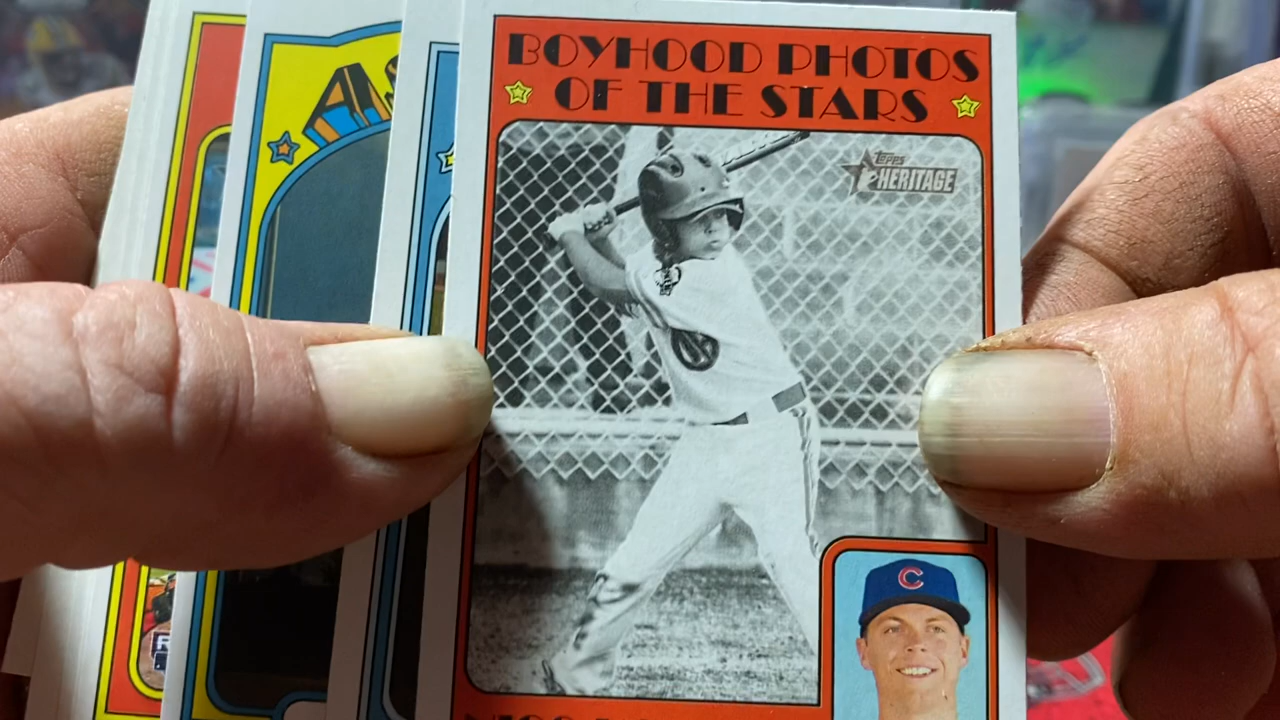 BOYHOOD PHOTOS
OF THE STARS
Topps
HERITAGE
C